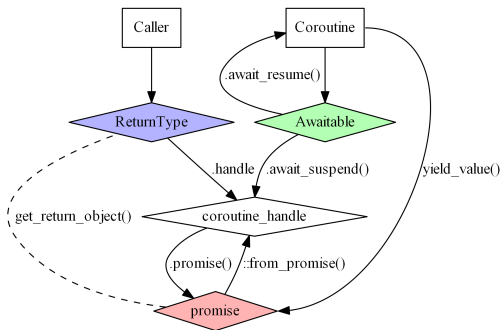 Caller
Coroutine
.await_resume()
ReturnType
Awaitable
.handle
.await_suspend()
yield_value()
get_return_object()
coroutine_handle
.promise()
::from_promise()
promise